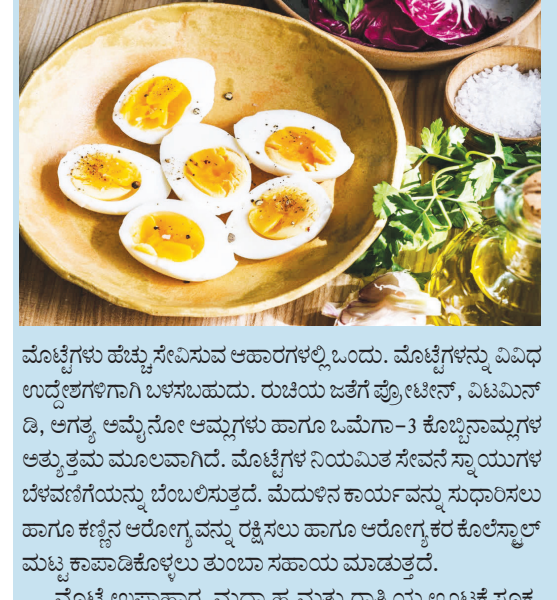 ಮೊಟ್ಟೆಗಳು ಹೆಚ್ಚು ಸೇವಿಸುವ ಆಹಾರಗಳಲ್ಲಿ ಒಂದು. ಮೊಟ್ಟೆಗಳನ್ನು ವಿವಿಧ
ಉದ್ದೇಶಗಳಿಗಾಗಿ ಬಳಸಬಹುದು. ರುಚಿಯ ಜತೆಗೆ ಪ್ರೋಟೀನ್, ವಿಟಮಿನ್
ಡಿ, ಅಗತ್ಯ ಅಮೈನೋ ಆಮ್ಲಗಳು ಹಾಗೂ ಒಮೆಗಾ-3 ಕೊಬ್ಬಿನಾಮ್ಲಗಳ
ಅತ್ಯುತ್ತಮ ಮೂಲವಾಗಿದೆ. ಮೊಟ್ಟೆಗಳ ನಿಯಮಿತ ಸೇವನೆ ಸ್ನಾಯುಗಳ
ಬೆಳವಣಿಗೆಯನ್ನು ಬೆಂಬಲಿಸುತ್ತದೆ. ಮೆದುಳಿನ ಕಾರ್ಯವನ್ನು ಸುಧಾರಿಸಲು
ಹಾಗೂ ಕಣ್ಣಿನ ಆರೋಗ್ಯವನ್ನು ರಕ್ಷಿಸಲು ಹಾಗೂ ಆರೋಗ್ಯಕರ ಕೊಲೆಸ್ಟ್ರಾಲ್
ಮಟ್ಟ ಕಾಪಾಡಿಕೊಳ್ಳಲು ತುಂಬಾ ಸಹಾಯ ಮಾಡುತ್ತದೆ.